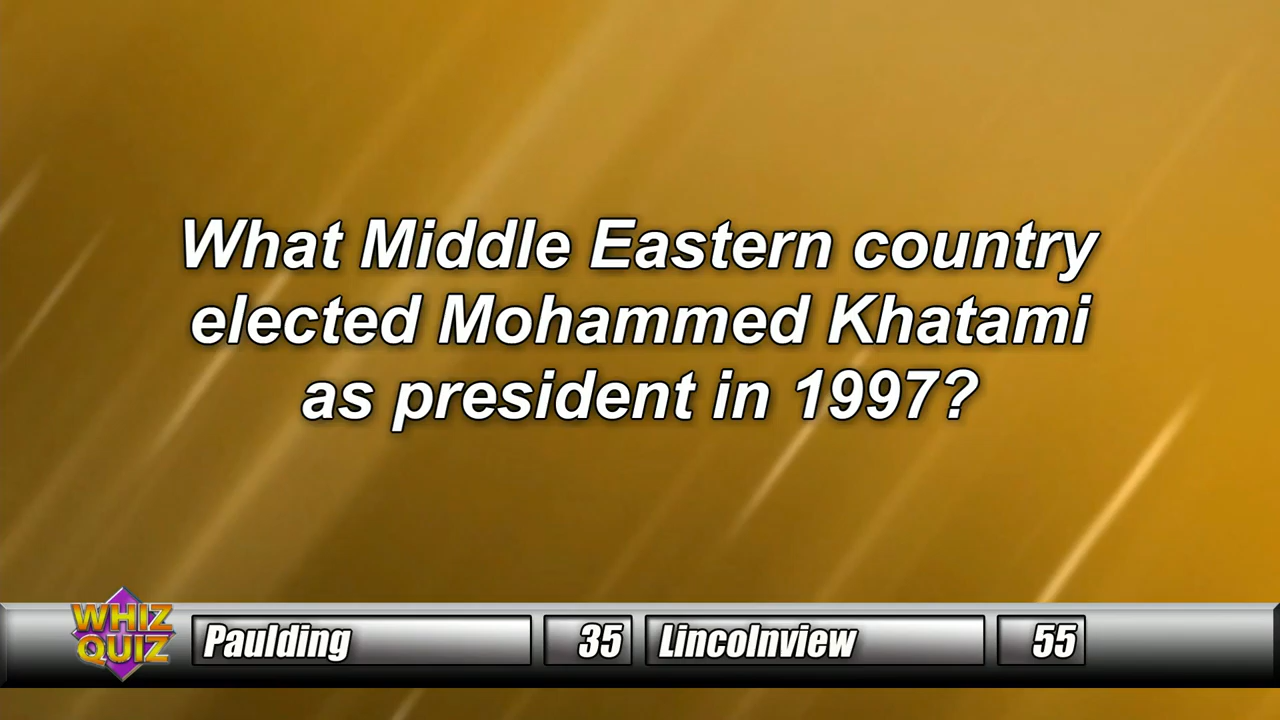 What Middle Eastern country
elected Mohammed Khatami
as president in 1997?
WHIZ
QUIZ
Paulding 35 Lincolnview 55